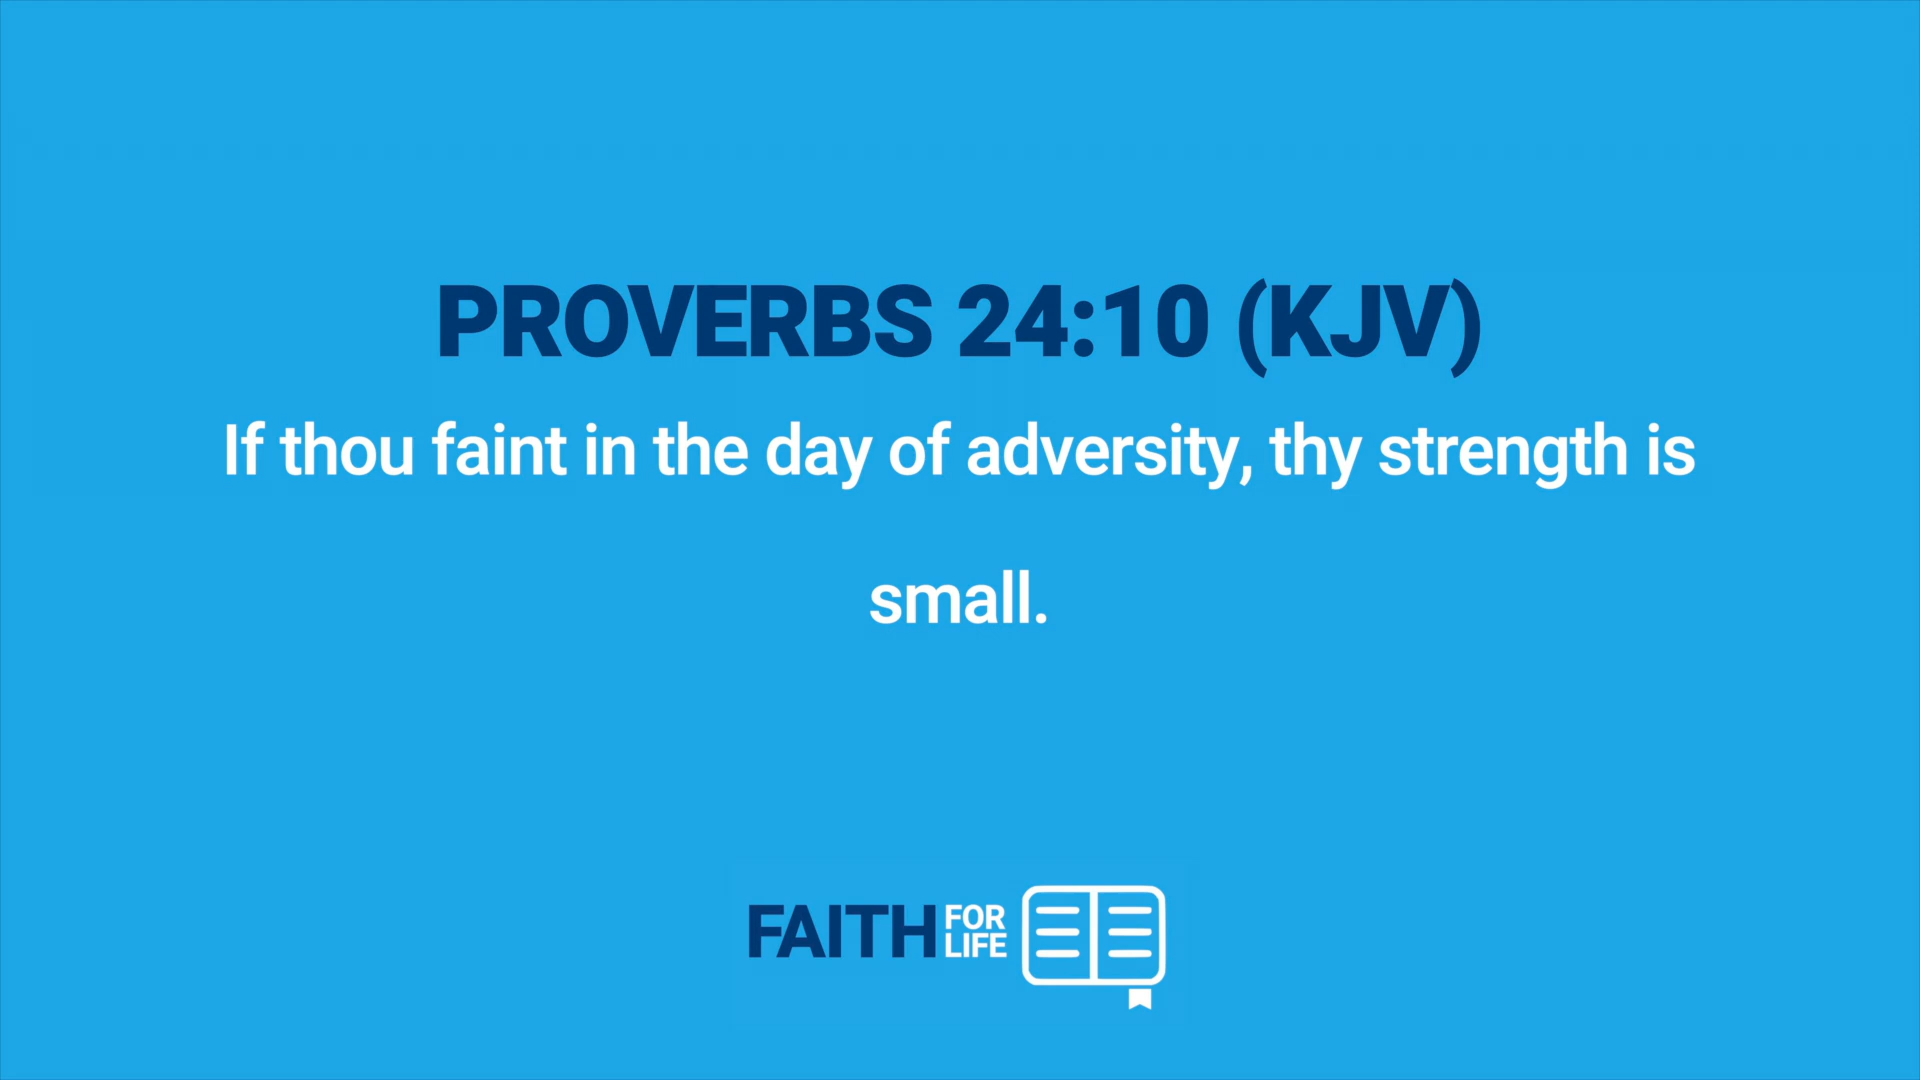 PROVERBS 24:10 (KJV)
If thou faint in the day of adversity, thy strength is
small.
FAITH FOR
LIFE